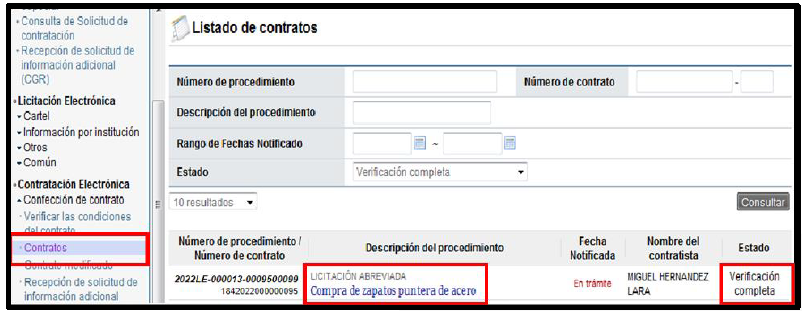 Consulta de Solicitud de
contratación
Recepción de solicitud de
información adicional
(CGR)
Licitación Electrónica
Cartel
Información por institución
Otros
Común
Contratación Electrónica
Confección de contrato
Verificar las condiciones
del contrato
Contratos
Contrato modificado
Recepción de solicitud de
información adicional
Listado de contratos
Número de procedimiento
Número de contrato
-
Descripción del procedimiento
Rango de Fechas Notificado
~
Estado
Verificación completa
10 resultados
Consultar
Número de procedimiento /
Número de contrato
Descripción del procedimiento
Fecha
Notificada
Nombre del
contratista
Estado
2022LE-000013-0009500099
1842022000000095
LICITACIÓN ABREVIADA
Compra de zapatos puntera de acero
En trámite
MIGUEL HERNANDEZ
LARA
Verificación
completa